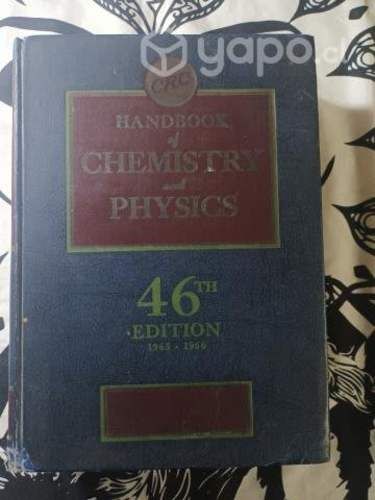 yapo.cl
CRC
HANDBOOK
of
CHEMISTRY
and
PHYSICS
46TH
EDITION
1965 - 1966